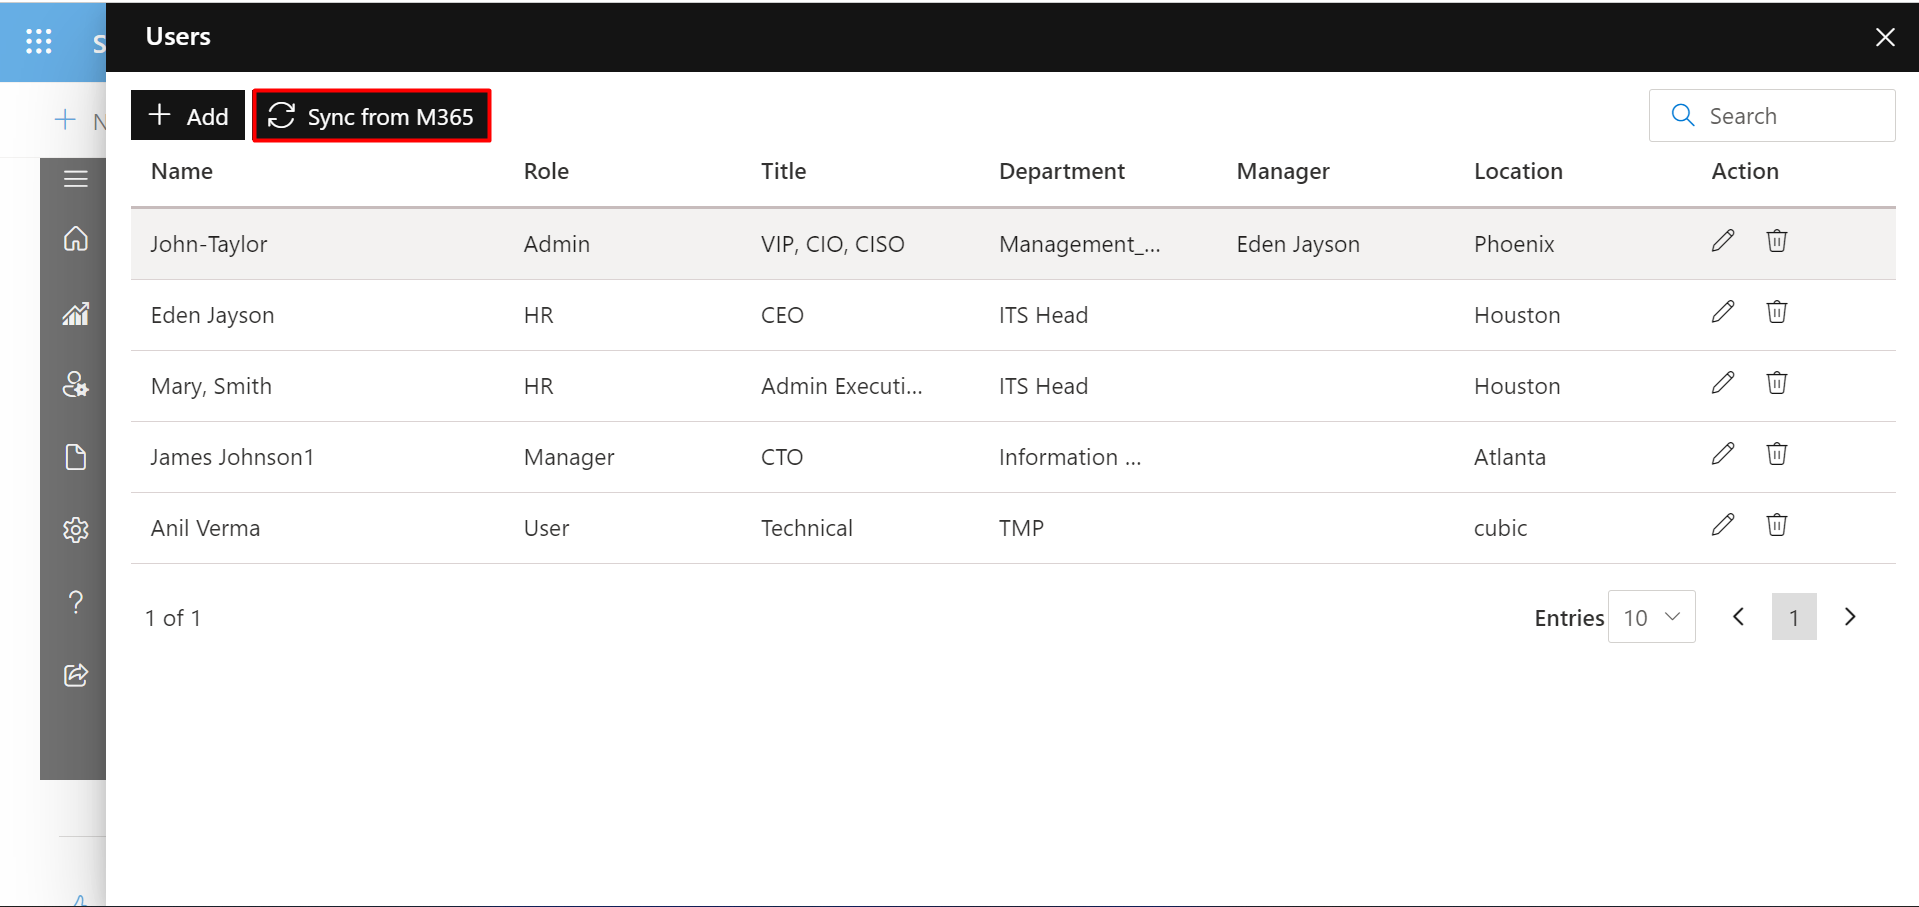 Users
S
N
Add Sync from M365 Search
Name Role Title Department Manager Location Action
John-Taylor Admin VIP, CIO, CISO Management_... Eden Jayson Phoenix
Eden Jayson HR CEO ITS Head Houston
Mary, Smith HR Admin Executi... ITS Head Houston
James Johnson1 Manager CTO Information ... Atlanta
Anil Verma User Technical TMP cubic
1 of 1 Entries 10 1